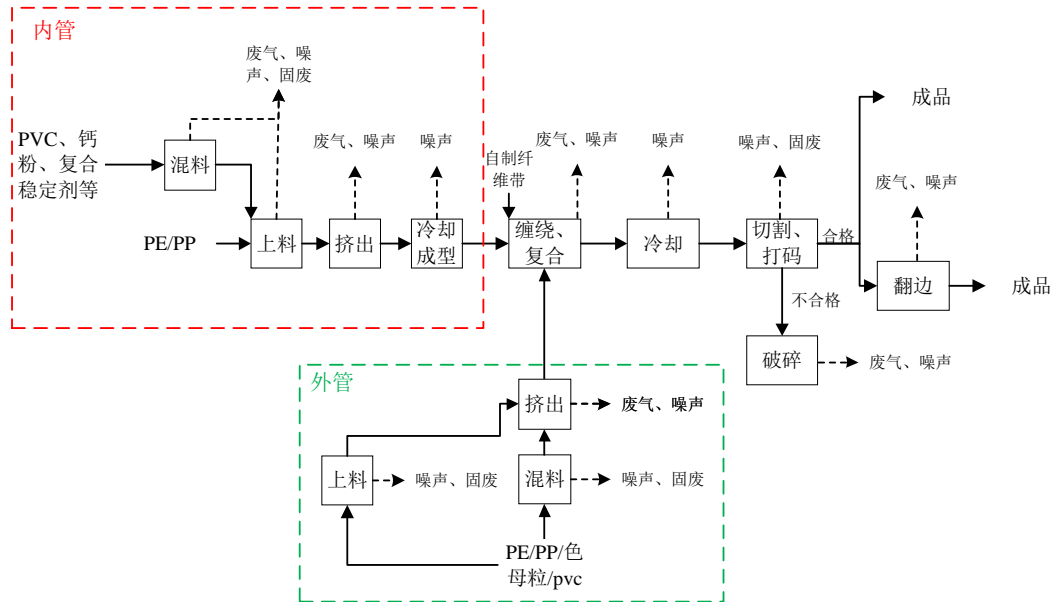 内管
废气、噪
声、固废
成品
PVC、钙
粉、复合
稳定剂等
混料
废气、噪声
噪声
自制纤
维带
废气、噪声
噪声
噪声、固废
废气、噪声
PE/PP
上料
挤出
冷却
成型
缠绕、
复合
冷却
切割、
打码
合格
翻边
成品
不合格
破碎
废气、噪声
外管
挤出
废气、噪声
上料
噪声、固废
混料
噪声、固废
PE/PP/色
母粒/pvc